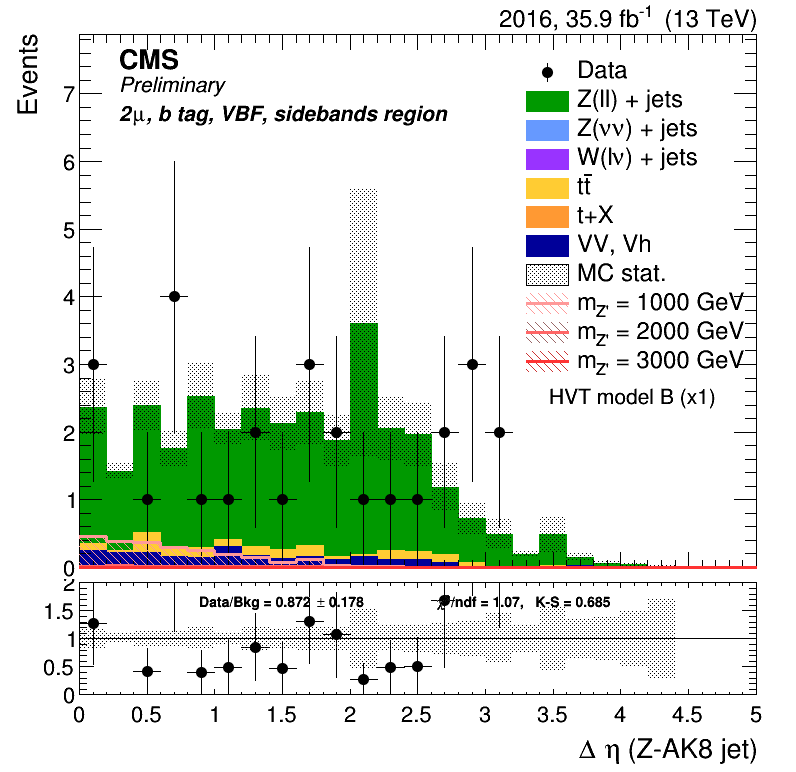 2016, 35.9 fb⁻¹ (13 TeV)
Events
CMS
Preliminary
2μ, b tag, VBF, sidebands region
Data
Z(ll) + jets
Z(νν) + jets
W(lν) + jets
tt̄
t+X
VV, Vh
MC stat.
m_Z' = 1000 GeV
m_Z' = 2000 GeV
m_Z' = 3000 GeV
HVT model B (x1)
7
6
5
4
3
2
1
0
Data/Bkg = 0.872 ± 0.178 /ndf = 1.07, K-S = 0.685
2
1.5
1
0.5
0
0 0.5 1 1.5 2 2.5 3 3.5 4 4.5 5
Δ η (Z-AK8 jet)